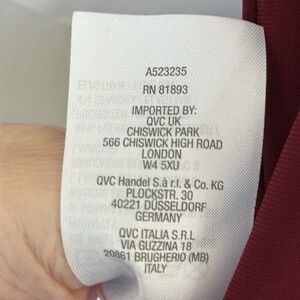 A523235
RN 81893
IMPORTED BY:
QVC UK
CHISWICK PARK
566 CHISWICK HIGH ROAD
LONDON
W4 5XU
QVC Handel S.à r.l. & Co. KG
PLOCKSTR. 30
40221 DÜSSELDORF
GERMANY
QVC ITALIA S.R.L
VIA GUZZINA 18
20861 BRUGHERIO (MB)
ITALY